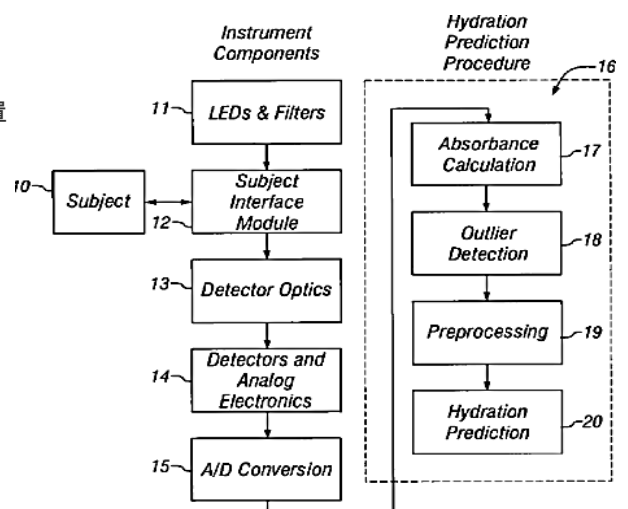 Instrument
Components
Hydration
Prediction
Procedure
16
置
11
LEDs & Filters
10
Subject
Subject
Interface
Module
12
13
Detector Optics
14
Detectors and
Analog
Electronics
15
A/D Conversion
Absorbance
Calculation
17
Outlier
Detection
18
Preprocessing
19
Hydration
Prediction
20